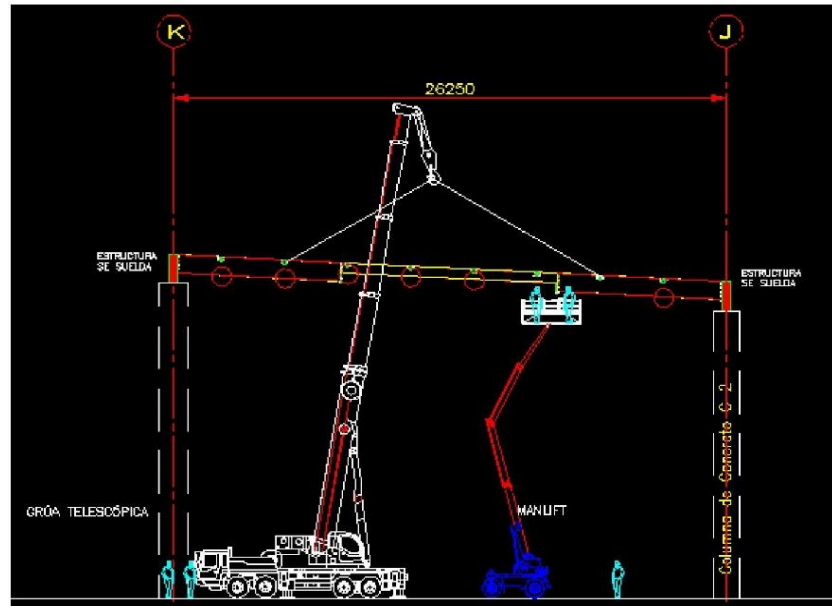 K
J
26250
ESTRUCTURA
SE SUELDA
ESTRUCTURA
SE SUELDA
GRÚA TELESCÓPICA
MANLIFT
Columna de Concreto C-2